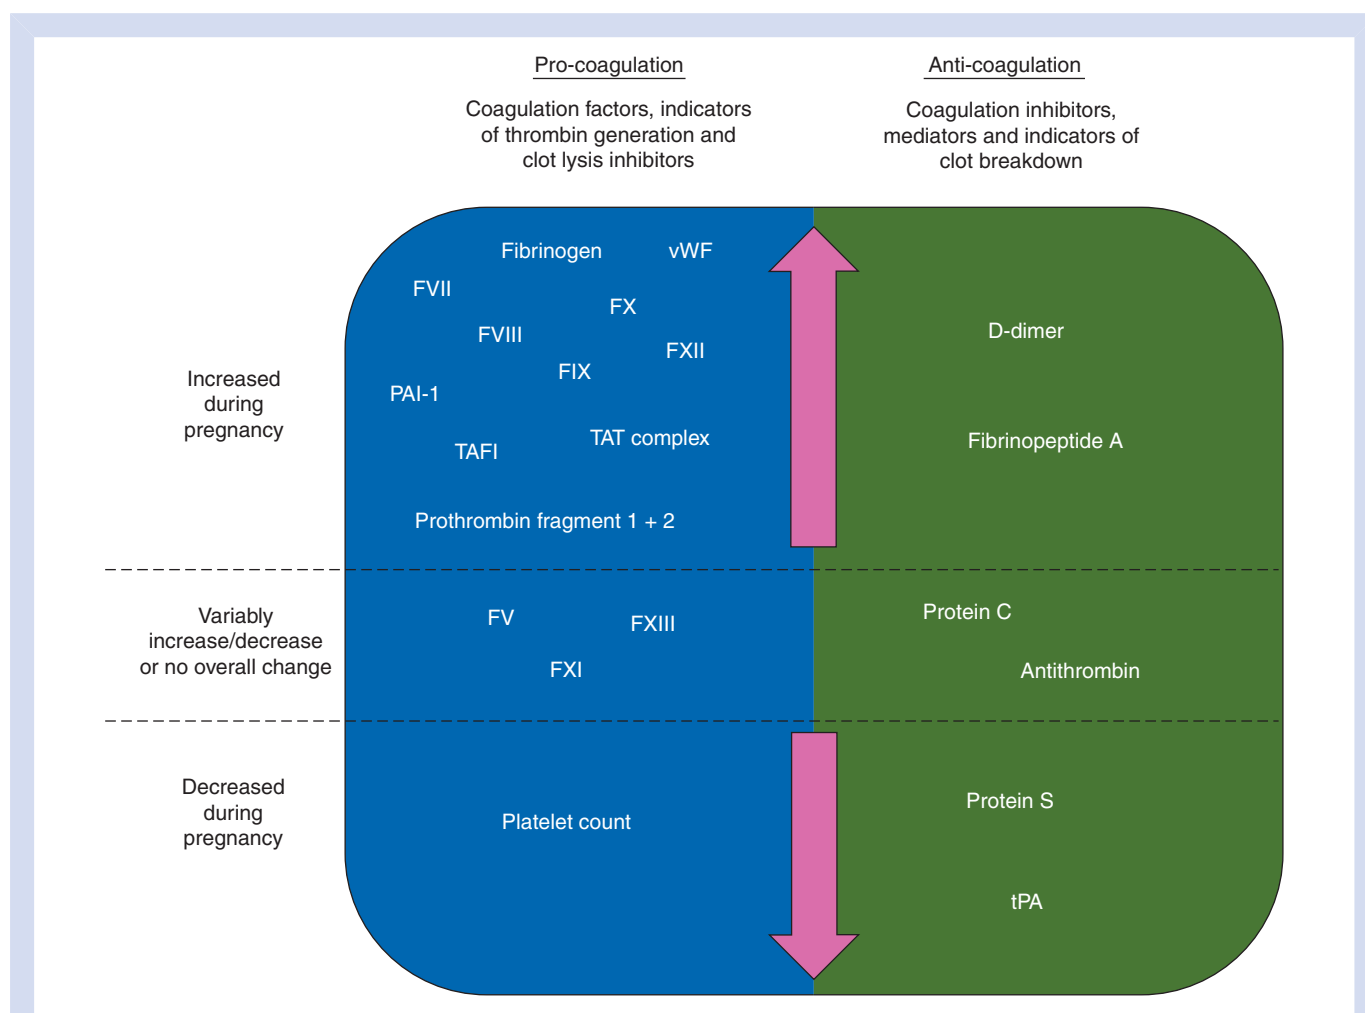 Pro-coagulation
Coagulation factors, indicators
of thrombin generation and
clot lysis inhibitors
Anti-coagulation
Coagulation inhibitors,
mediators and indicators of
clot breakdown
Increased
during
pregnancy
Fibrinogen
vWF
FVII
FX
FVIII
FXII
FIX
PAI-1
TAFI
TAT complex
Prothrombin fragment 1 + 2
D-dimer
Fibrinopeptide A
Variably
increase/decrease
or no overall change
FV
FXIII
FXI
Protein C
Antithrombin
Decreased
during
pregnancy
Platelet count
Protein S
tPA